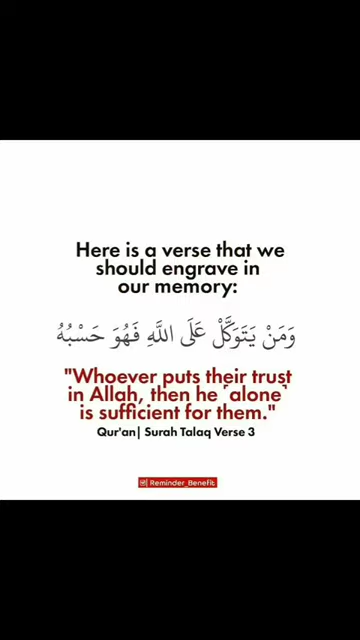 Here is a verse that we
should engrave in
our memory:
وَمَنْ يَتَوَكَّلْ عَلَى اللَّهِ فَهُوَ حَسْبُهُ
"Whoever puts their trust
in Allah, then he ˹alone˺
is sufficient for them."
Qur'an| Surah Talaq Verse 3
| Reminder_Benefit